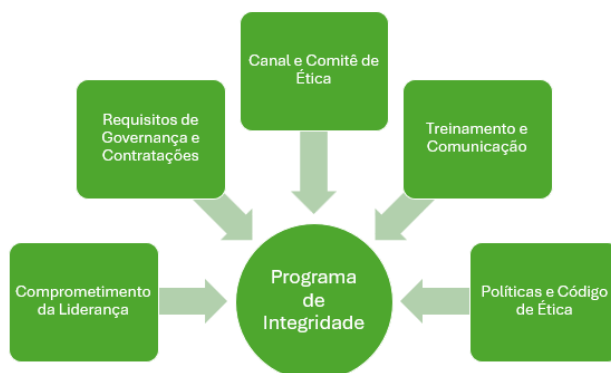 Canal e Comitê de
Ética
Requisitos de
Governança e
Contratações
Treinamento e
Comunicação
Comprometimento
da Liderança
Programa
de
Integridade
Políticas e Código
de Ética